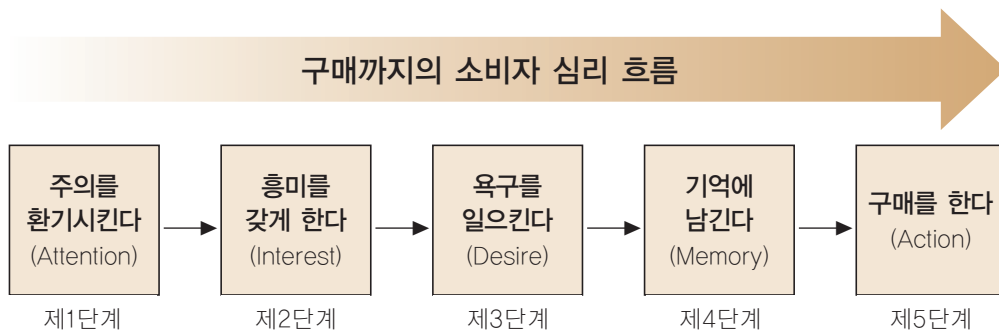 구매까지의 소비자 심리 흐름
주의를
환기시킨다
(Attention)
제1단계
흥미를
갖게 한다
(Interest)
제2단계
욕구를
일으킨다
(Desire)
제3단계
기억에
남긴다
(Memory)
제4단계
구매를 한다
(Action)
제5단계